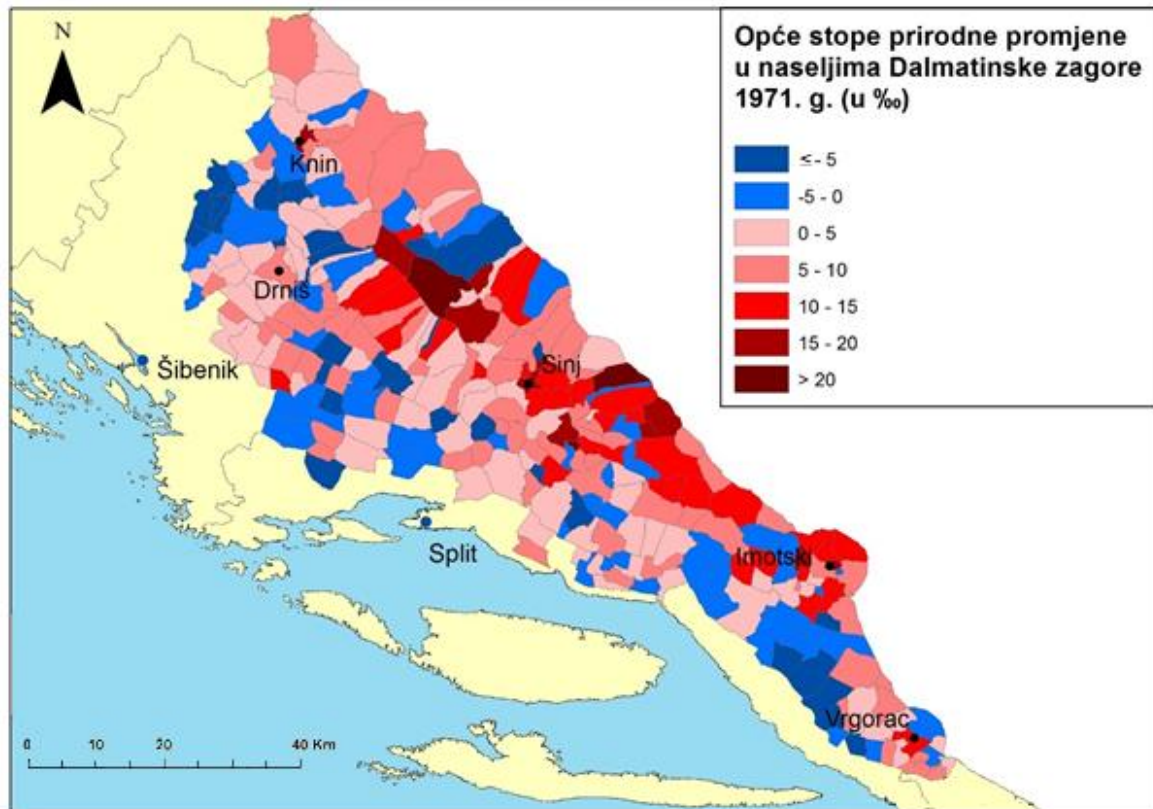 Opće stope prirodne promjene
u naseljima Dalmatinske zagore
1971. g. (u ‰)
≤ - 5
-5 - 0
0 - 5
5 - 10
10 - 15
15 - 20
> 20
N
Knin
Drniš
Šibenik
Sinj
Split
Imotski
Vrgorac
0 10 20 40 Km